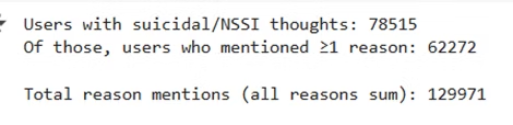 Users with suicidal/NSSI thoughts: 78515
Of those, users who mentioned ≥1 reason: 62272
Total reason mentions (all reasons sum): 129971